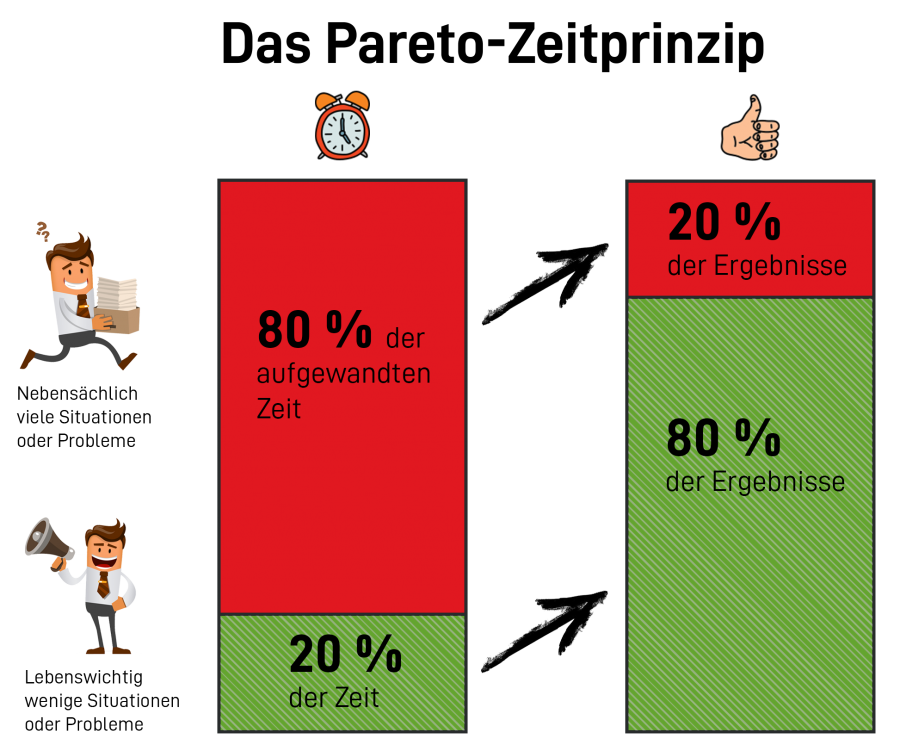 Das Pareto-Zeitprinzip
??
Nebensächlich
viele Situationen
oder Probleme
80 % der
aufgewandten
Zeit
20 %
der Ergebnisse
80 %
der Ergebnisse
Lebenswichtig
wenige Situationen
oder Probleme
20 %
der Zeit